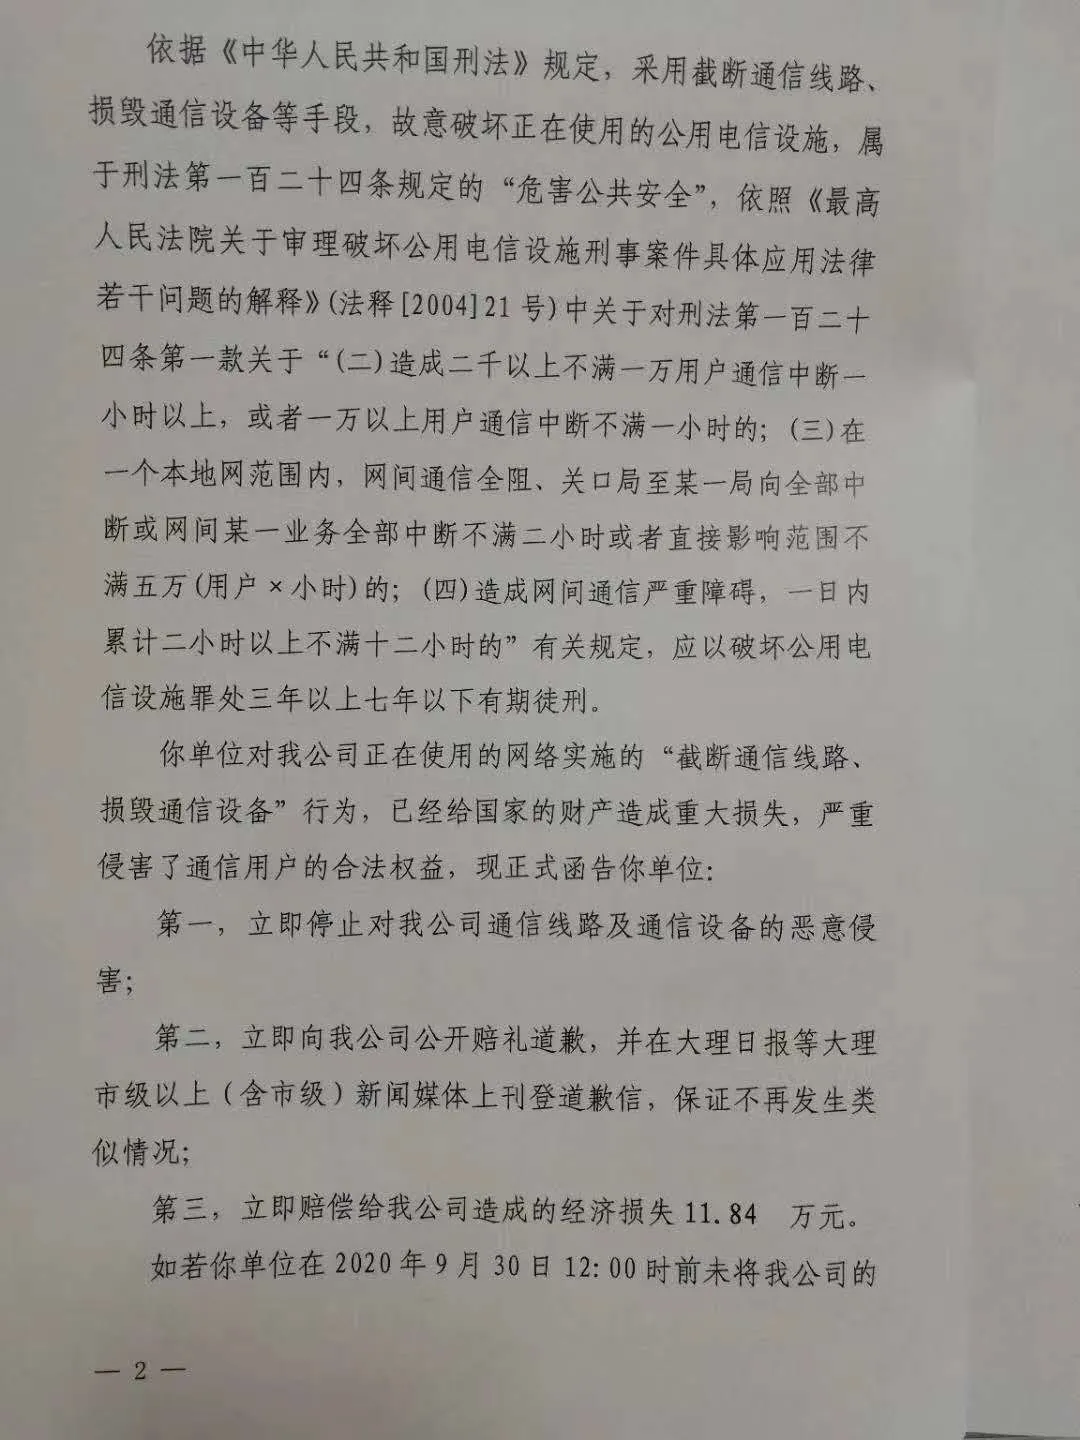 依据《中华人民共和国刑法》规定，采用截断通信线路、
损毁通信设备等手段，故意破坏正在使用的公用电信设施，属
于刑法第一百二十四条规定的“危害公共安全”，依照《最高
人民法院关于审理破坏公用电信设施刑事案件具体应用法律
若干问题的解释》(法释[2004]21号)中关于对刑法第一百二十
四条第一款关于“(二)造成二千以上不满一万用户通信中断一
小时以上，或者一万以上用户通信中断不满一小时的；(三)在
一个本地网范围内，网间通信全阻、关口局至某一局向全部中
断或网间某一业务全部中断不满二小时或者直接影响范围不
满五万(用户×小时)的；(四)造成网间通信严重障碍，一日内
累计二小时以上不满十二小时的”有关规定，应以破坏公用电
信设施罪处三年以上七年以下有期徒刑。
你单位对我公司正在使用的网络实施的“截断通信线路、
损毁通信设备”行为，已经给国家的财产造成重大损失，严重
侵害了通信用户的合法权益，现正式函告你单位：
第一，立即停止对我公司通信线路及通信设备的恶意侵
害；
第二，立即向我公司公开赔礼道歉，并在大理日报等大理
市级以上（含市级）新闻媒体上刊登道歉信，保证不再发生类
似情况；
第三，立即赔偿给我公司造成的经济损失11.84 万元。
如若你单位在2020年9月30日12:00时前未将我公司的
— 2 —